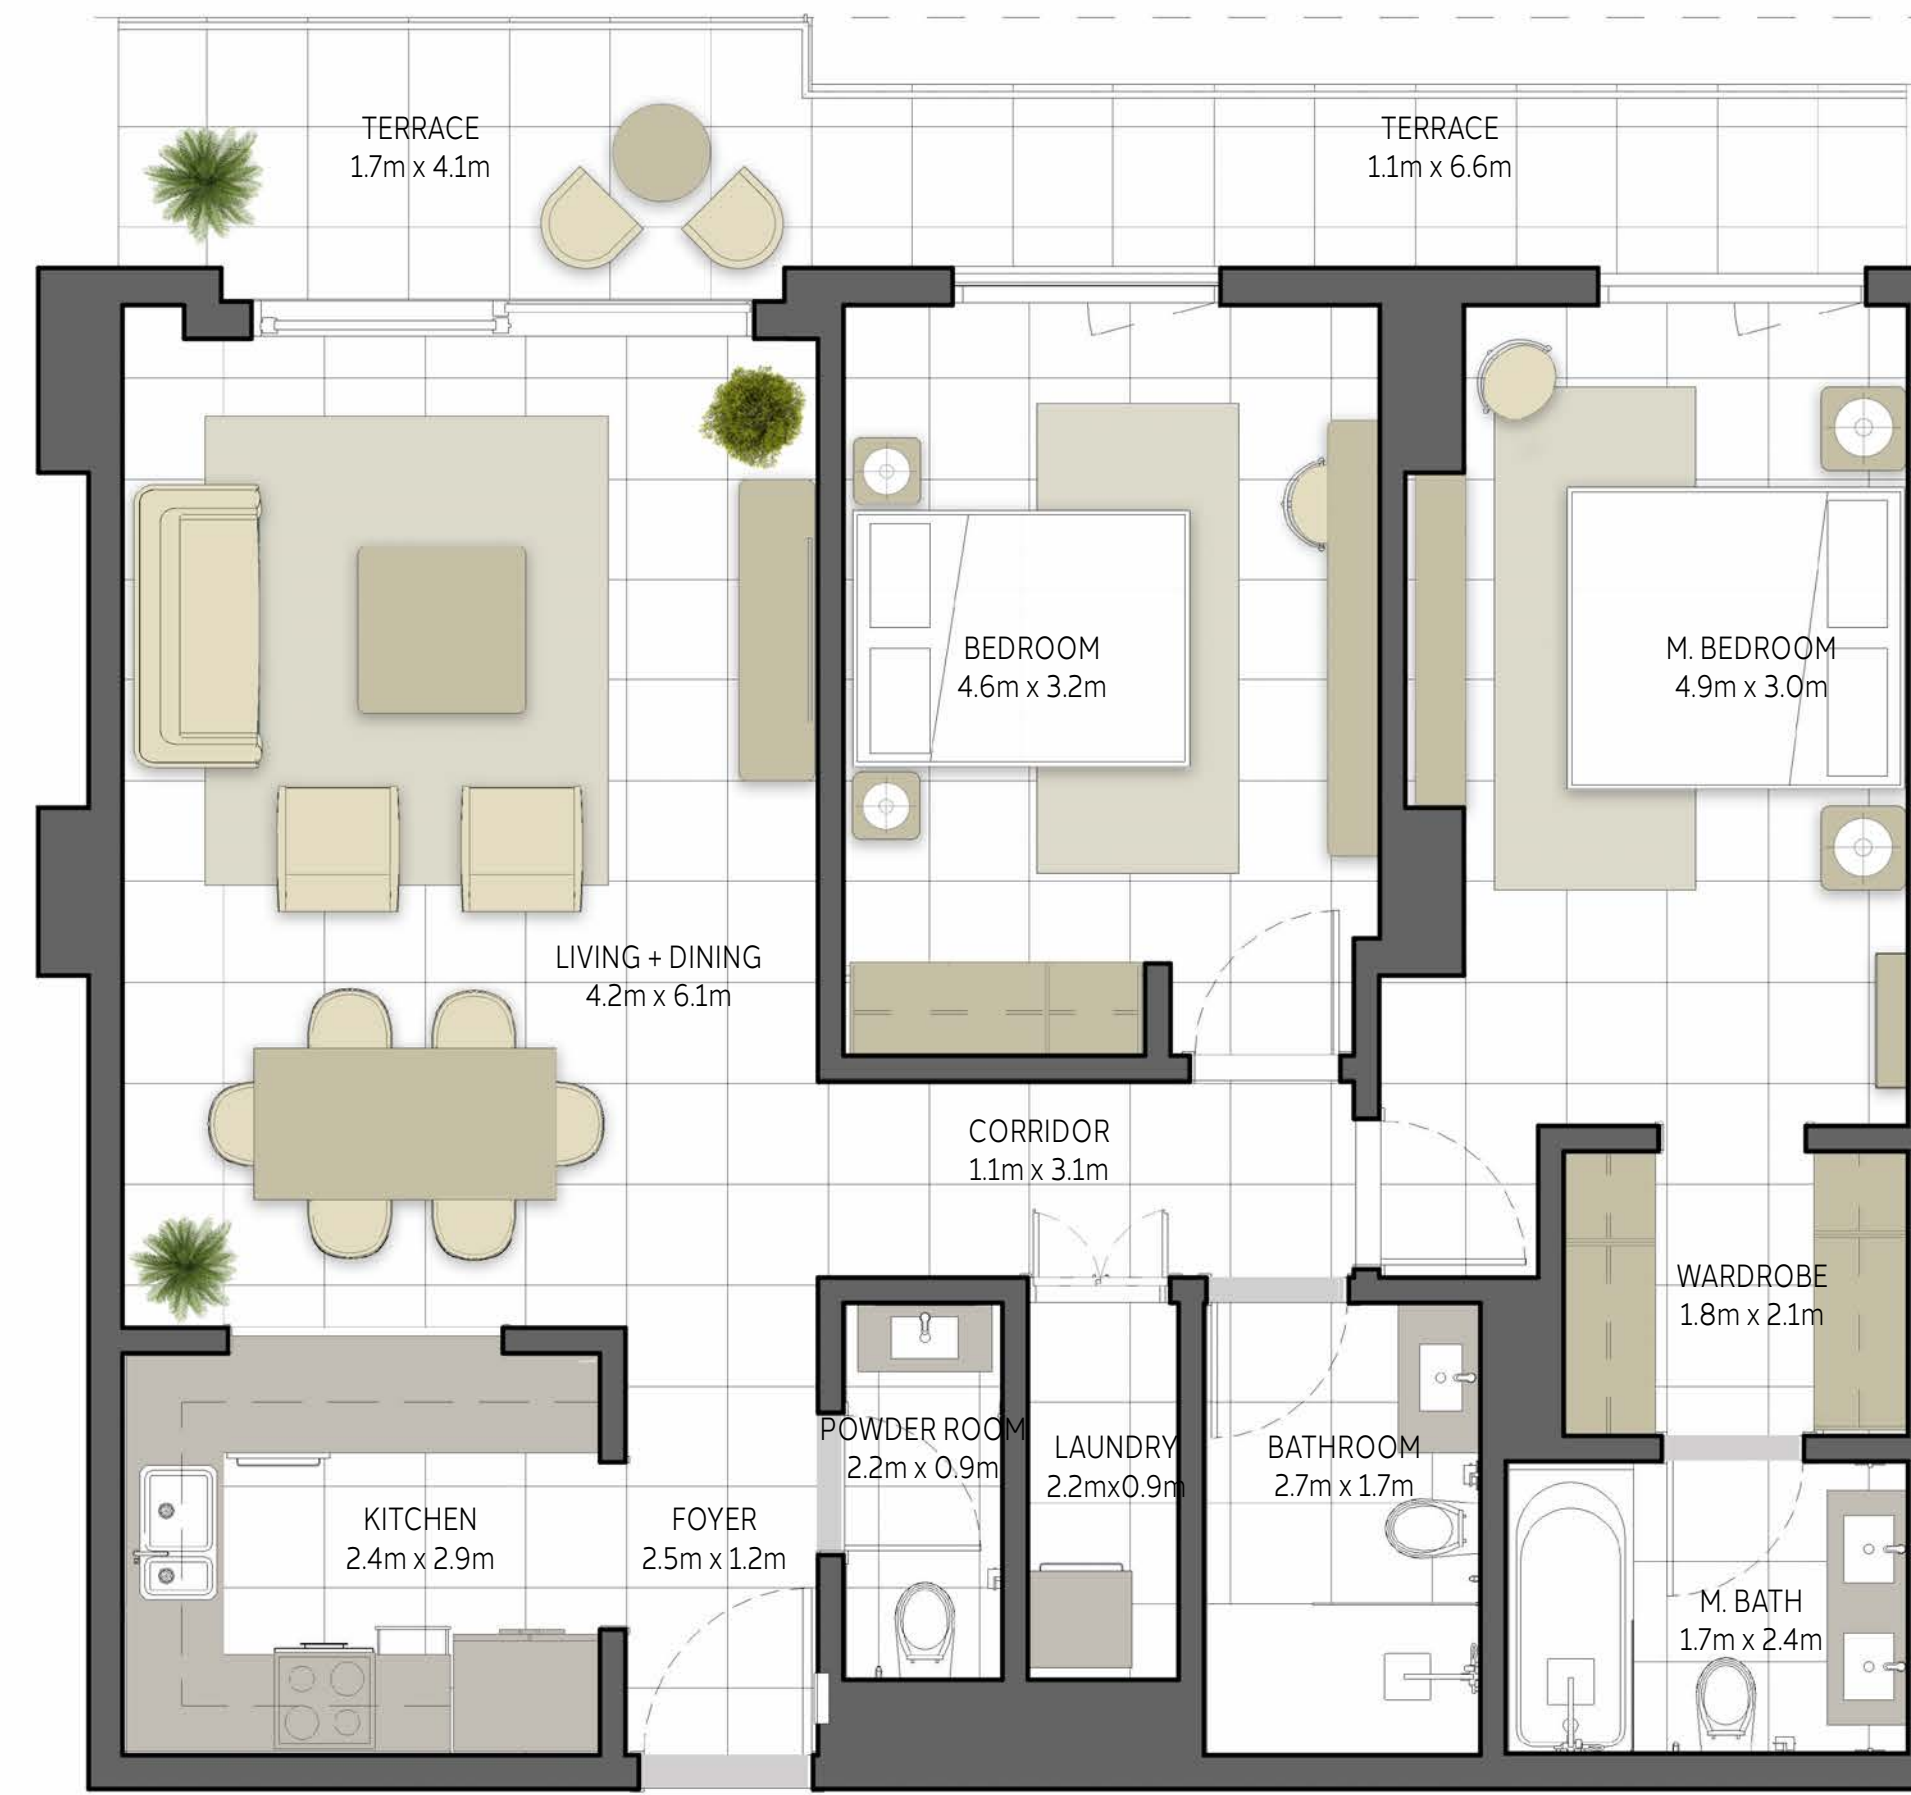 TERRACE
1.7m x 4.1m
TERRACE
1.1m x 6.6m
BEDROOM
4.6m x 3.2m
M. BEDROOM
4.9m x 3.0m
LIVING + DINING
4.2m x 6.1m
CORRIDOR
1.1m x 3.1m
WARDROBE
1.8m x 2.1m
POWDER ROOM
2.2m x 0.9m
LAUNDRY
2.2mx0.9m
BATHROOM
2.7m x 1.7m
KITCHEN
2.4m x 2.9m
FOYER
2.5m x 1.2m
M. BATH
1.7m x 2.4m